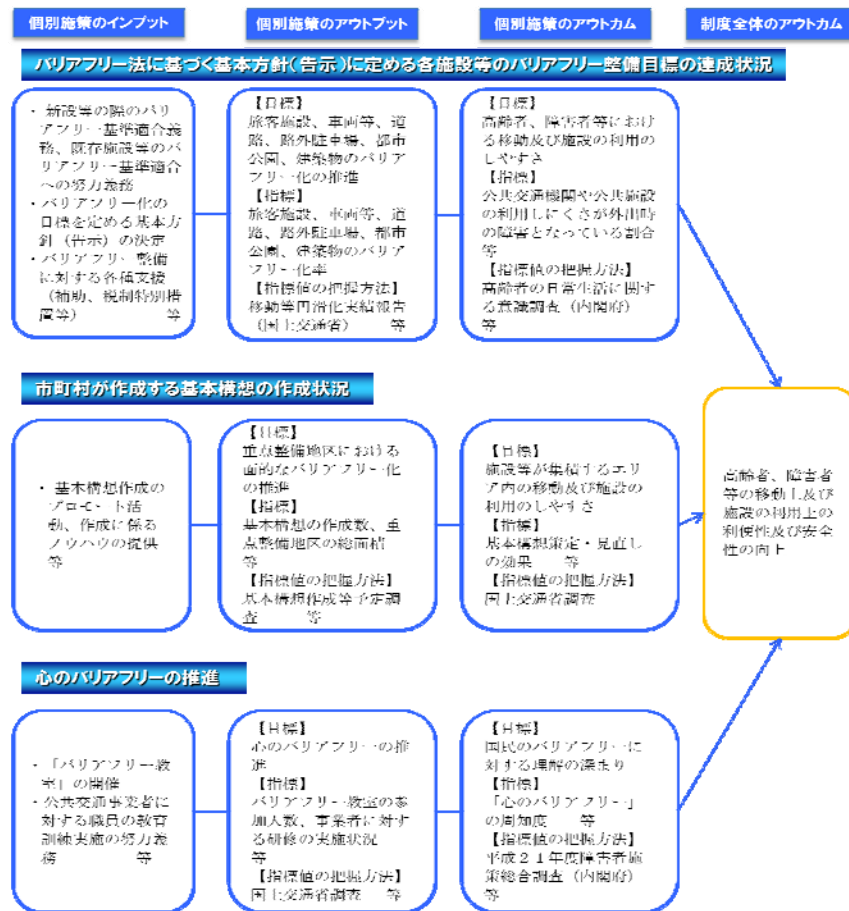 個別施策のインプット
個別施策のアウトプット
個別施策のアウトカム
制度全体のアウトカム
バリアフリー法に基づく基本方針(告示)に定める各施設等のバリアフリー整備目標の達成状況
・ 新設等の際のバリ
アフリー基準適合義
務、既存施設等のバ
リアフリー基準適合
への努力義務
・バリアフリー化の
目標を定める基本方
針（告示）の決定
・バリアフリー整備
に対する各種支援
（補助、税制特別措
置等） 等
【目標】
旅客施設、車両等、道
路、路外駐車場、都市
公園、建築物のバリア
フリー化の推進
【指標】
旅客施設、車両等、道
路、路外駐車場、都市
公園、建築物のバリア
フリー化率
【指標値の把握方法】
移動等円滑化実績報告
（国土交通省） 等
【目標】
高齢者、障害者等にお
ける移動及び施設の利用の
しやすさ
【指標】
公共交通機関や公共施設
の利用しにくさが外出時
の障害となっている割合
等
【指標値の把握方法】
高齢者の日常生活に関す
る意識調査（内閣府）
等
市町村が作成する基本構想の作成状況
・ 基本構想作成の
プロモート活
動、作成に係る
ノウハウの提供
等
【目標】
重点整備地区における
面的なバリアフリー化
の推進
【指標】
基本構想の作成数、重
点整備地区の総面積
等
【指標値の把握方法】
基本構想作成等予定調
査 等
【目標】
施設等が集積するエリ
ア内の移動及び施設の
利用のしやすさ
【指標】
基本構想策定・見直し
の効果 等
【指標値の把握方法】
国土交通省調査
高齢者、障害者
等の移動上及び
施設の利用上の
利便性及び安全
性の向上
心のバリアフリーの推進
・「バリアフリー教
室」の開催
・公共交通事業者に
対する職員の教育
訓練実施の努力義
務 等
【目標】
心のバリアフリーの推
進
【指標】
バリアフリー教室の参
加人数、事業者に対す
る研修の実施状況
等
【指標値の把握方法】
国土交通省調査 等
【目標】
国民のバリアフリーに
対する理解の深まり
【指標】
「心のバリアフリー」
の周知度 等
【指標値の把握方法】
平成２１年度障害者施
策総合調査（内閣府）
等